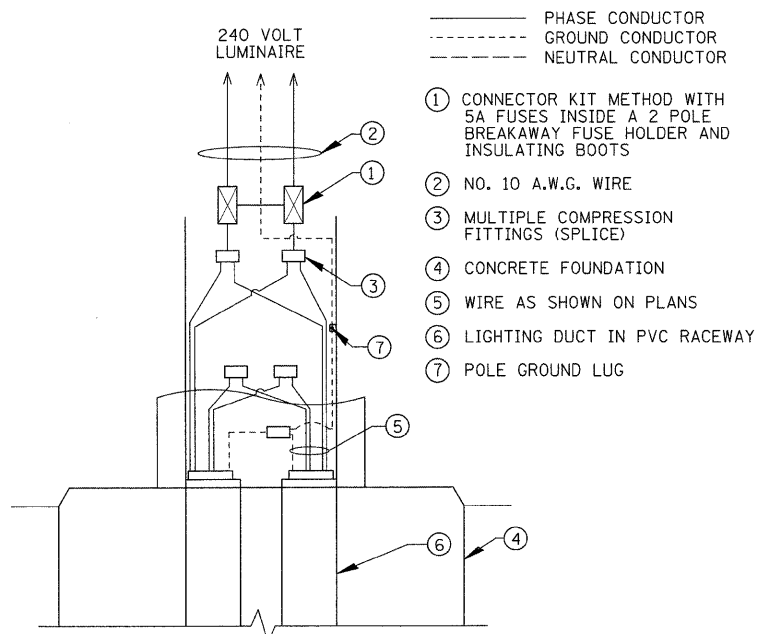 240 VOLT
LUMINAIRE
PHASE CONDUCTOR
GROUND CONDUCTOR
NEUTRAL CONDUCTOR
1 CONNECTOR KIT METHOD WITH
5A FUSES INSIDE A 2 POLE
BREAKAWAY FUSE HOLDER AND
INSULATING BOOTS
2 NO. 10 A.W.G. WIRE
3 MULTIPLE COMPRESSION
FITTINGS (SPLICE)
4 CONCRETE FOUNDATION
5 WIRE AS SHOWN ON PLANS
6 LIGHTING DUCT IN PVC RACEWAY
7 POLE GROUND LUG
2
1
3
7
5
6
4